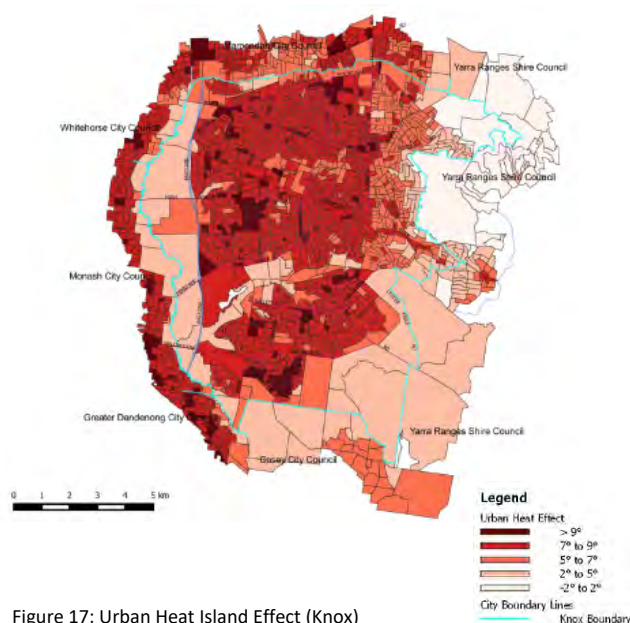 Yarra Ranges Shire Council
Whitehorse City Council
Yarra Ranges Shire Council
Monash City
Greater Dandenong City
Yarra Ranges Shire Council
Casey City Council
0 1 2 3 4 5 km
Legend
Urban Heat Effect
> 9°
7° to 9°
5° to 7°
2° to 5°
-2° to 2°
City Boundary Lines
Knox Boundary
Figure 17: Urban Heat Island Effect (Knox)